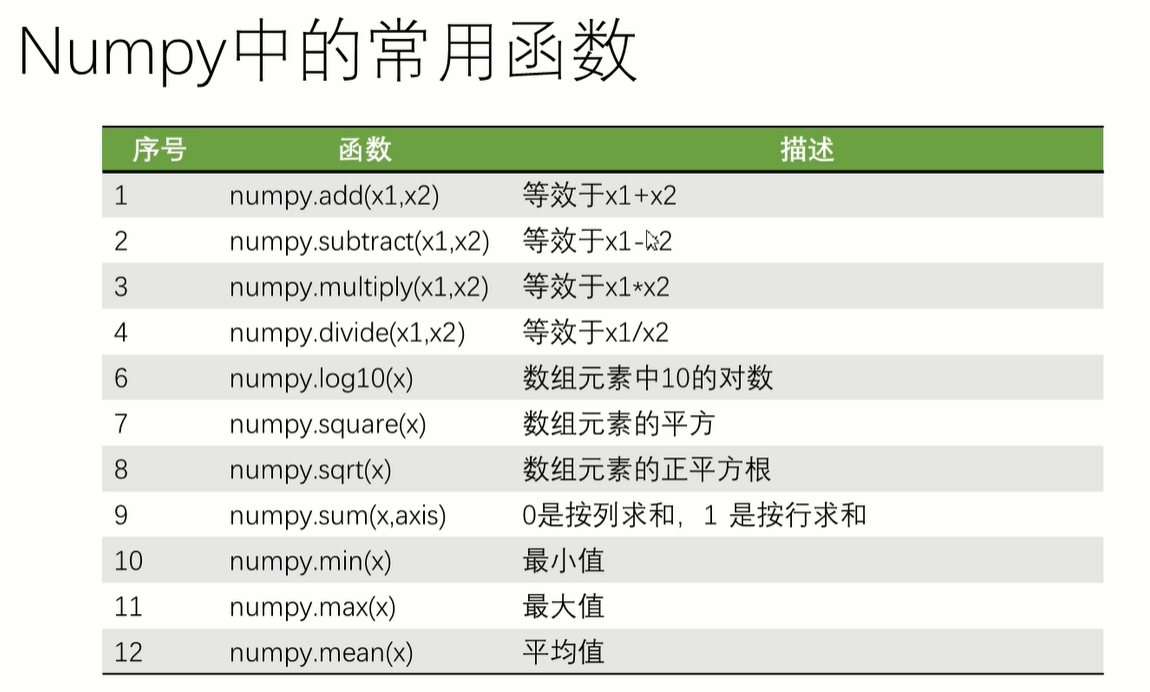 Numpy中的常用函数
序号 函数 描述
1 numpy.add(x1,x2) 等效于x1+x2
2 numpy.subtract(x1,x2) 等效于x1-x2
3 numpy.multiply(x1,x2) 等效于x1*x2
4 numpy.divide(x1,x2) 等效于x1/x2
6 numpy.log10(x) 数组元素中10的对数
7 numpy.square(x) 数组元素的平方
8 numpy.sqrt(x) 数组元素的正平方根
9 numpy.sum(x,axis) 0是按列求和，1 是按行求和
10 numpy.min(x) 最小值
11 numpy.max(x) 最大值
12 numpy.mean(x) 平均值